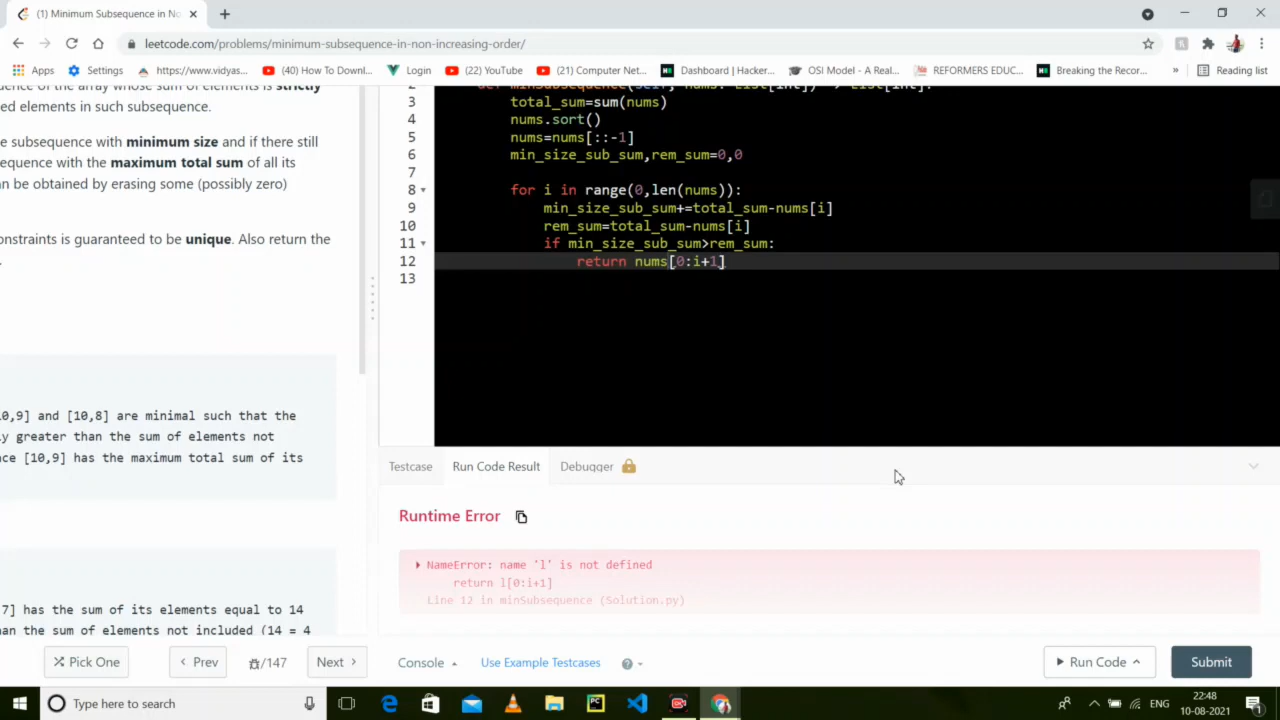 (1) Minimum Subsequence in No
leetcode.com/problems/minimum-subsequence-in-non-increasing-order/
Apps Settings https://www.vidyas... (40) How To Downl... Login (22) YouTube (21) Computer Net... Dashboard | Hacker... OSI Model - A Real... REFORMERS EDUC... Breaking the Recor... » Reading list
uence of the array whose sum of elements is strictly
ed elements in such subsequence.
e subsequence with minimum size and if there still
equence with the maximum total sum of all its
n be obtained by erasing some (possibly zero)
onstraints is guaranteed to be unique. Also return the
0,9] and [10,8] are minimal such that the
y greater than the sum of elements not
ce [10,9] has the maximum total sum of its
7] has the sum of its elements equal to 14
an the sum of elements not included (14 = 4
2 def minSubsequence(self, nums: List[int]) -> List[int]:
3 total_sum=sum(nums)
4 nums.sort()
5 nums=nums[::-1]
6 min_size_sub_sum,rem_sum=0,0
7
8 for i in range(0,len(nums)):
9 min_size_sub_sum+=total_sum-nums[i]
10 rem_sum=total_sum-nums[i]
11 if min_size_sub_sum>rem_sum:
12 return nums[0:i+1]
13
Testcase Run Code Result Debugger
Runtime Error
NameError: name 'l' is not defined
return l[0:i+1]
Line 12 in minSubsequence (Solution.py)
Pick One < Prev /147 Next > Console Use Example Testcases ? Run Code Submit
Type here to search ENG 22:48
10-08-2021 1